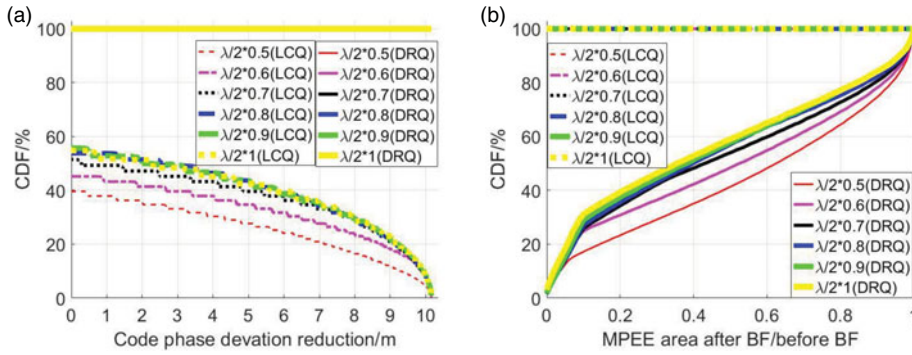 (a)
100
80
60
40
20
0
CDF/%
λ/2*0.5(LCQ)
λ/2*0.6(LCQ)
λ/2*0.7(LCQ)
λ/2*0.8(LCQ)
λ/2*0.9(LCQ)
λ/2*1(LCQ)
λ/2*0.5(DRQ)
λ/2*0.6(DRQ)
λ/2*0.7(DRQ)
λ/2*0.8(DRQ)
λ/2*0.9(DRQ)
λ/2*1(DRQ)
0 1 2 3 4 5 6 7 8 9 10
Code phase devation reduction/m
(b)
100
80
60
40
20
0
CDF/%
λ/2*0.5(LCQ)
λ/2*0.6(LCQ)
λ/2*0.7(LCQ)
λ/2*0.8(LCQ)
λ/2*0.9(LCQ)
λ/2*1(LCQ)
λ/2*0.5(DRQ)
λ/2*0.6(DRQ)
λ/2*0.7(DRQ)
λ/2*0.8(DRQ)
λ/2*0.9(DRQ)
λ/2*1(DRQ)
0 0.2 0.4 0.6 0.8 1
MPEE area after BF/before BF